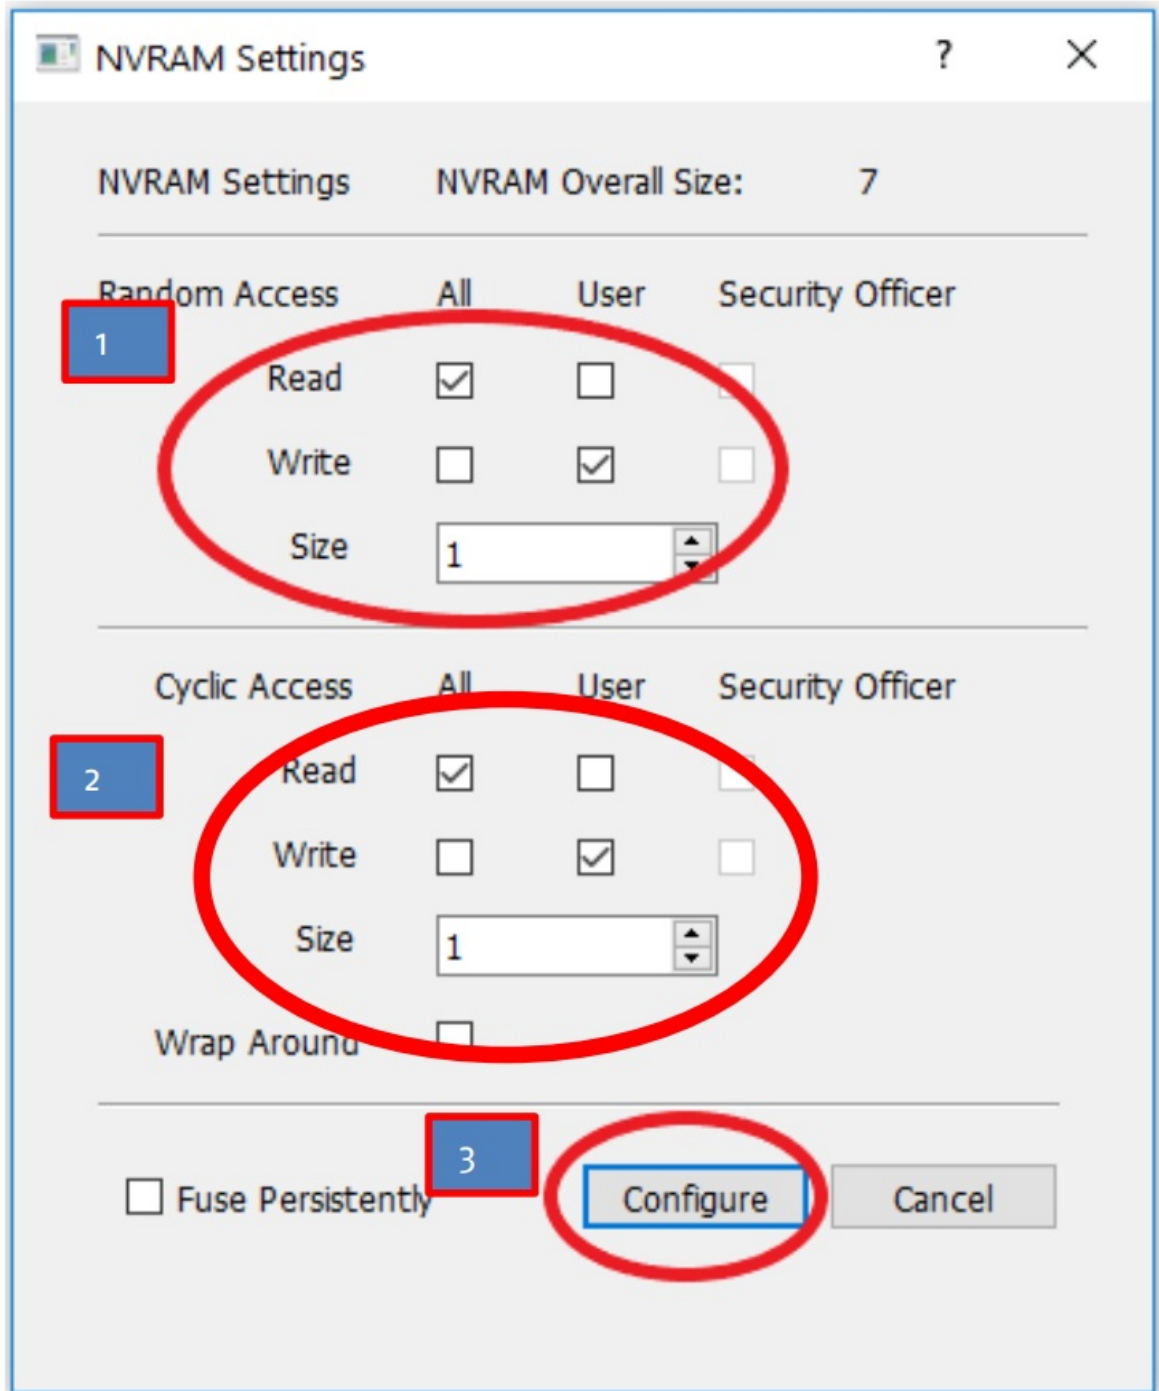 NVRAM Settings ?
NVRAM Settings NVRAM Overall Size: 7
Random Access All User Security Officer
1
Read
Write
Size 1
Cyclic Access All User Security Officer
2
Read
Write
Size 1
Wrap Around
3
Fuse Persistently Configure Cancel